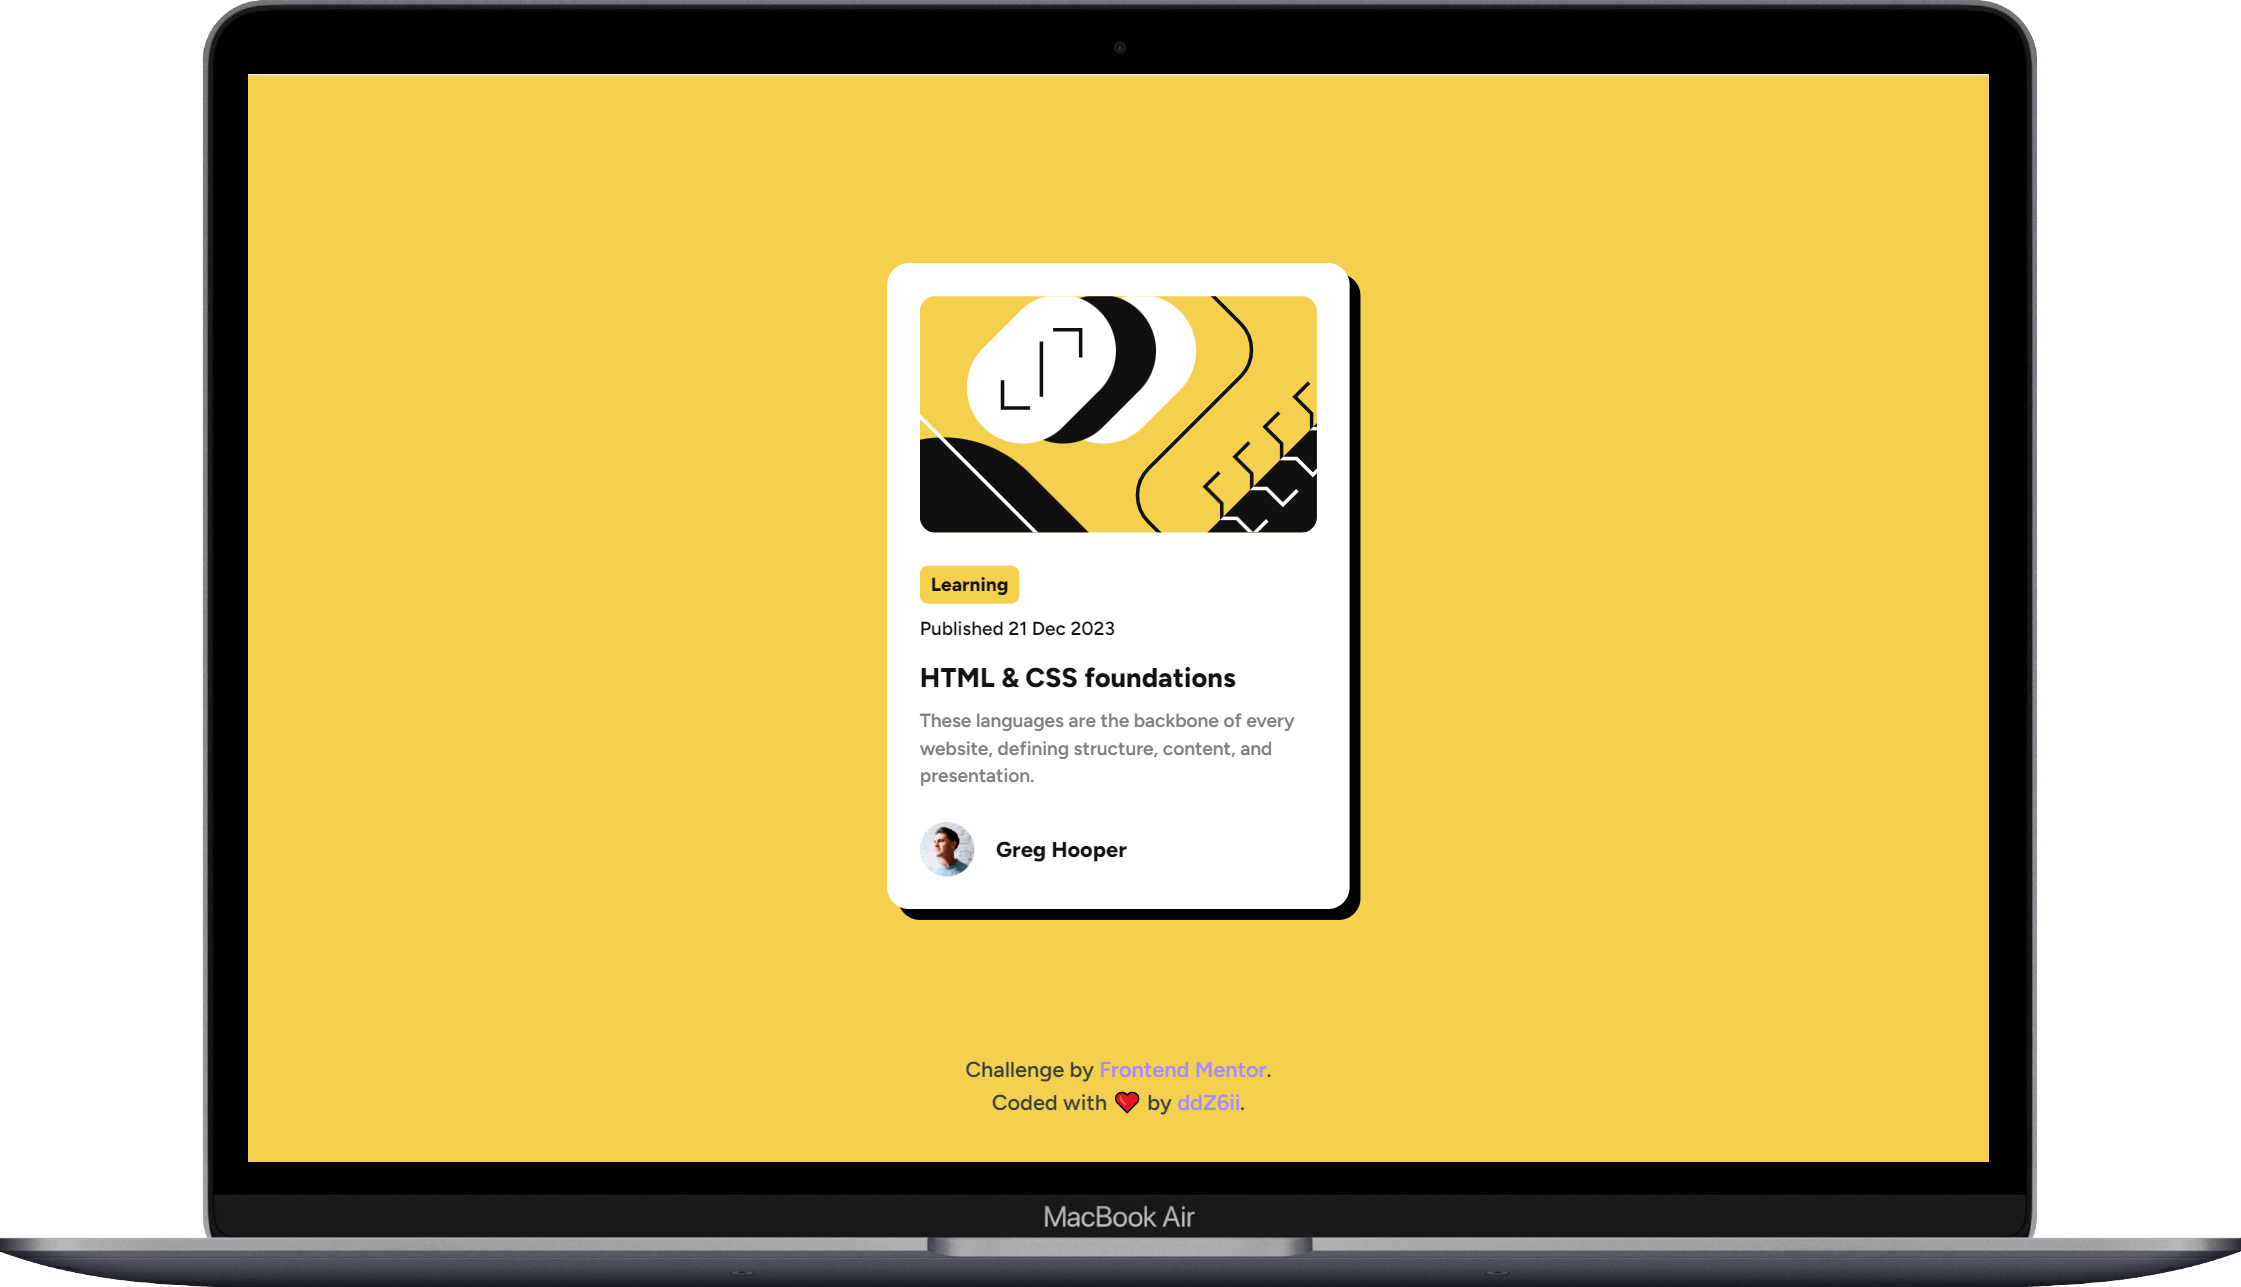 Learning
Published 21 Dec 2023
HTML & CSS foundations
These languages are the backbone of every
website, defining structure, content, and
presentation.
Greg Hooper
Challenge by Frontend Mentor.
Coded with ❤️ by ddZ6ii.
MacBook Air